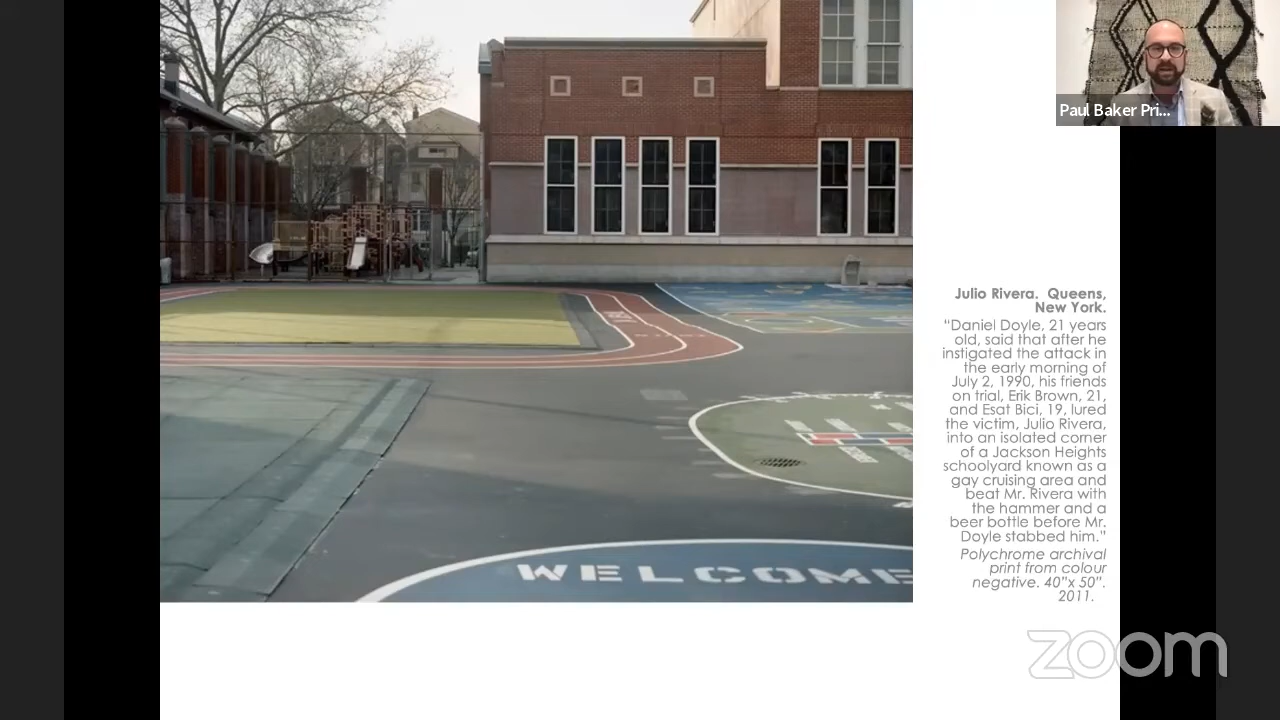 Paul Baker Pri...
Julio Rivera. Queens,
New York.
“Daniel Doyle, 21 years
old, said that after he
instigated the attack in
the early morning of
July 2, 1990, his friends
on trial, Erik Brown, 21,
and Esat Bici, 19, lured
the victim, Julio Rivera,
into an isolated corner
of a Jackson Heights
schoolyard known as a
gay cruising area and
beat Mr. Rivera with
the hammer and a
beer bottle before Mr.
Doyle stabbed him.”
Polychrome archival
print from colour
negative. 40”x 50”.
2011.
WELCOME
zoom